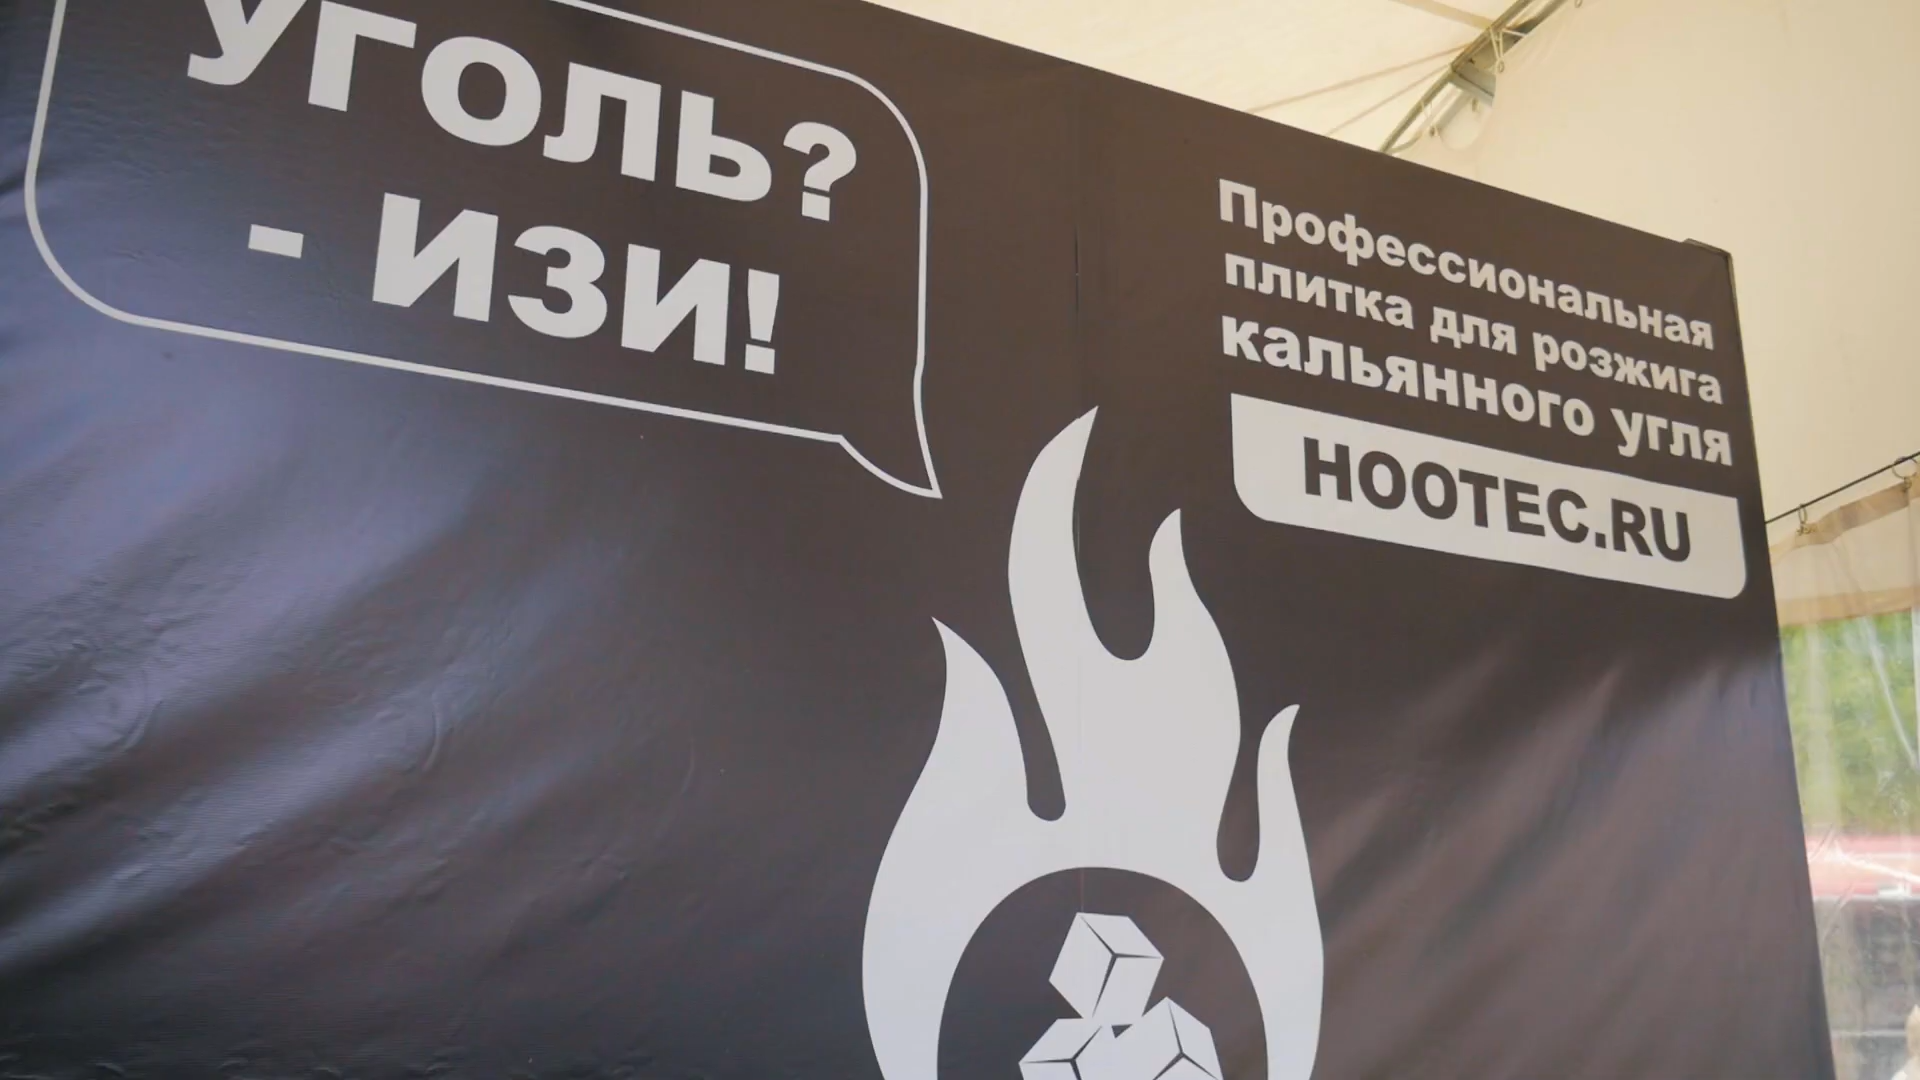 УГОЛЬ?
- ИЗИ!
Профессиональная
плитка для розжига
кальянного угля
HOOTEC.RU